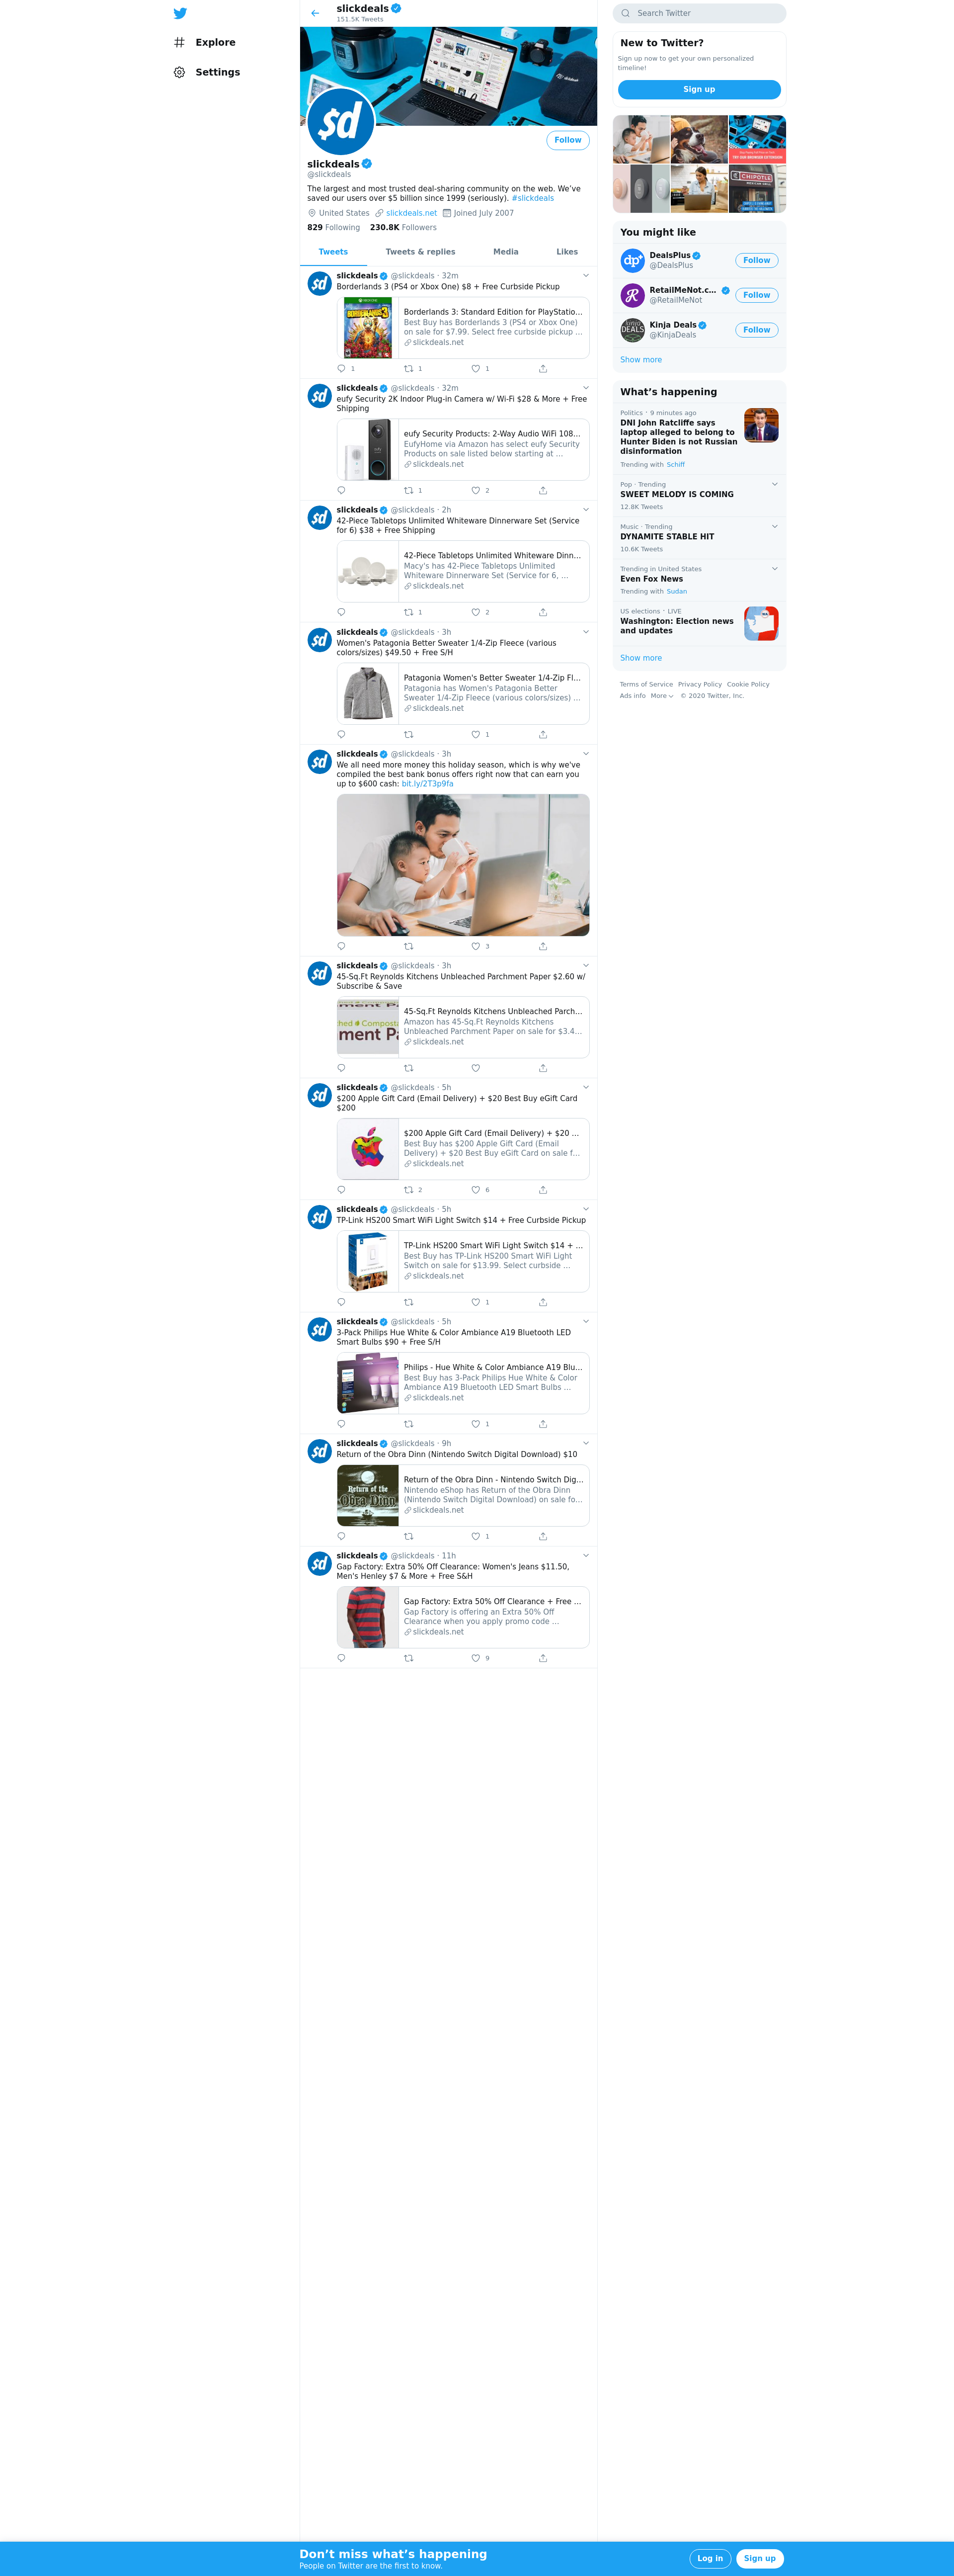 Explore
Settings
slickdeals
151.5K Tweets
$d
Follow
slickdeals
@slickdeals
The largest and most trusted deal-sharing community on the web. We've
saved our users over $5 billion since 1999 (seriously). #slickdeals
United States slickdeals.net Joined July 2007
829 Following 230.8K Followers
Tweets Tweets & replies Media Likes
slickdeals @slickdeals · 32m
Borderlands 3 (PS4 or Xbox One) $8 + Free Curbside Pickup
Borderlands 3: Standard Edition for PlayStatio...
Best Buy has Borderlands 3 (PS4 or Xbox One)
on sale for $7.99. Select free curbside pickup ...
slickdeals.net
1 1 1
slickdeals @slickdeals · 32m
eufy Security 2K Indoor Plug-in Camera w/ Wi-Fi $28 & More + Free
Shipping
eufy Security Products: 2-Way Audio WiFi 108...
EufyHome via Amazon has select eufy Security
Products on sale listed below starting at ...
slickdeals.net
1 2
slickdeals @slickdeals · 2h
42-Piece Tabletops Unlimited Whiteware Dinnerware Set (Service
for 6) $38 + Free Shipping
42-Piece Tabletops Unlimited Whiteware Dinn...
Macy's has 42-Piece Tabletops Unlimited
Whiteware Dinnerware Set (Service for 6, ...
slickdeals.net
1 2
slickdeals @slickdeals · 3h
Women's Patagonia Better Sweater 1/4-Zip Fleece (various
colors/sizes) $49.50 + Free S/H
Patagonia Women's Better Sweater 1/4-Zip Fl...
Patagonia has Women's Patagonia Better
Sweater 1/4-Zip Fleece (various colors/sizes) ...
slickdeals.net
1
slickdeals @slickdeals · 3h
We all need more money this holiday season, which is why we've
compiled the best bank bonus offers right now that can earn you
up to $600 cash: bit.ly/2T3p9fa
3
slickdeals @slickdeals · 3h
45-Sq.Ft Reynolds Kitchens Unbleached Parchment Paper $2.60 w/
Subscribe & Save
45-Sq.Ft Reynolds Kitchens Unbleached Parch...
Amazon has 45-Sq.Ft Reynolds Kitchens
Unbleached Parchment Paper on sale for $3.4...
slickdeals.net
slickdeals @slickdeals · 5h
$200 Apple Gift Card (Email Delivery) + $20 Best Buy eGift Card
$200
$200 Apple Gift Card (Email Delivery) + $20 ...
Best Buy has $200 Apple Gift Card (Email
Delivery) + $20 Best Buy eGift Card on sale f...
slickdeals.net
2 6
slickdeals @slickdeals · 5h
TP-Link HS200 Smart WiFi Light Switch $14 + Free Curbside Pickup
TP-Link HS200 Smart WiFi Light Switch $14 + ...
Best Buy has TP-Link HS200 Smart WiFi Light
Switch on sale for $13.99. Select curbside ...
slickdeals.net
1
slickdeals @slickdeals · 5h
3-Pack Philips Hue White & Color Ambiance A19 Bluetooth LED
Smart Bulbs $90 + Free S/H
Philips - Hue White & Color Ambiance A19 Blu...
Best Buy has 3-Pack Philips Hue White & Color
Ambiance A19 Bluetooth LED Smart Bulbs ...
slickdeals.net
1
slickdeals @slickdeals · 9h
Return of the Obra Dinn (Nintendo Switch Digital Download) $10
Return of the
Obra Dinn
Return of the Obra Dinn - Nintendo Switch Dig...
Nintendo eShop has Return of the Obra Dinn
(Nintendo Switch Digital Download) on sale fo...
slickdeals.net
1
slickdeals @slickdeals · 11h
Gap Factory: Extra 50% Off Clearance: Women's Jeans $11.50,
Men's Henley $7 & More + Free S&H
Gap Factory: Extra 50% Off Clearance + Free ...
Gap Factory is offering an Extra 50% Off
Clearance when you apply promo code ...
slickdeals.net
9
Search Twitter
New to Twitter?
Sign up now to get your own personalized
timeline!
Sign up
CHIPOTLE
You might like
DealsPlus
@DealsPlus
Follow
RetailMeNot.c...
@RetailMeNot
Follow
Kinja Deals
@KinjaDeals
Follow
Show more
What's happening
Politics · 9 minutes ago
DNI John Ratcliffe says
laptop alleged to belong to
Hunter Biden is not Russian
disinformation
Trending with Schiff
Pop · Trending
SWEET MELODY IS COMING
12.8K Tweets
Music · Trending
DYNAMITE STABLE HIT
10.6K Tweets
Trending in United States
Even Fox News
Trending with Sudan
US elections · LIVE
Washington: Election news
and updates
Show more
Terms of Service Privacy Policy Cookie Policy
Ads info More © 2020 Twitter, Inc.
Don't miss what's happening
People on Twitter are the first to know.
Log in Sign up